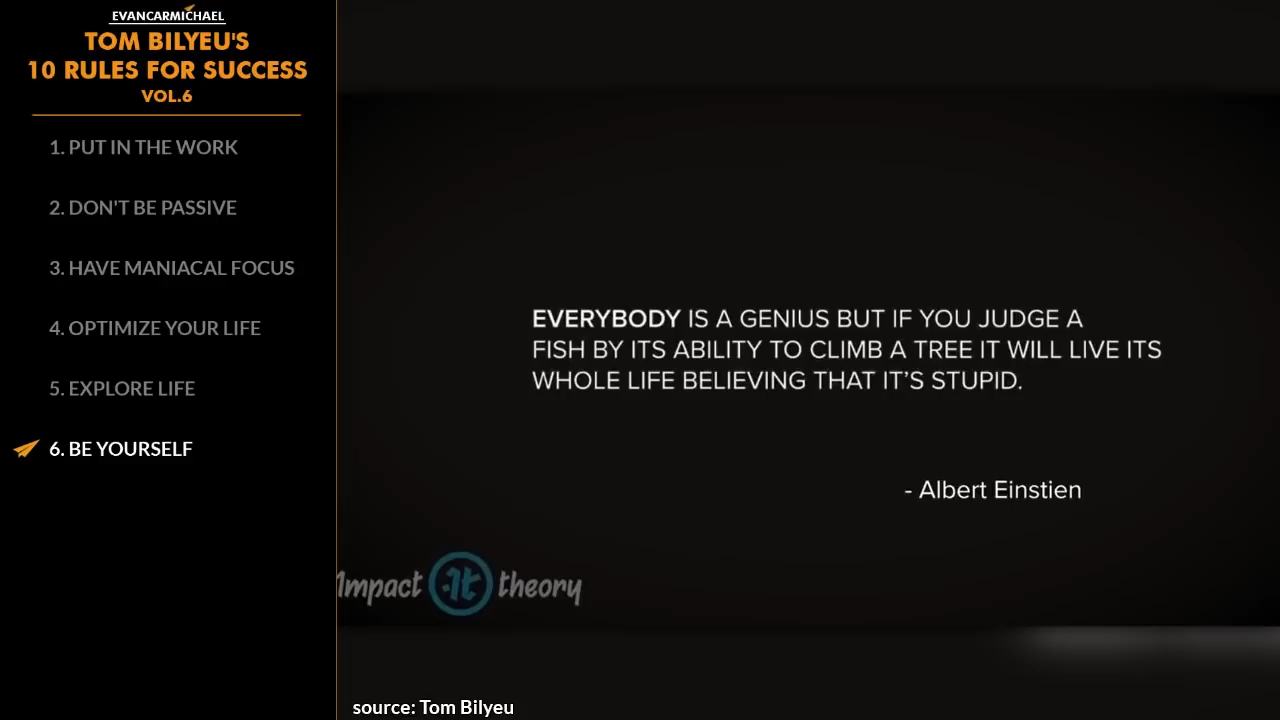 EVANCARMICHAEL
TOM BILYEU'S
10 RULES FOR SUCCESS
VOL.6
1. PUT IN THE WORK
2. DON'T BE PASSIVE
3. HAVE MANIACAL FOCUS
4. OPTIMIZE YOUR LIFE
5. EXPLORE LIFE
6. BE YOURSELF
EVERYBODY IS A GENIUS BUT IF YOU JUDGE A
FISH BY ITS ABILITY TO CLIMB A TREE IT WILL LIVE ITS
WHOLE LIFE BELIEVING THAT IT’S STUPID.
- Albert Einstien
Impact it theory
source: Tom Bilyeu